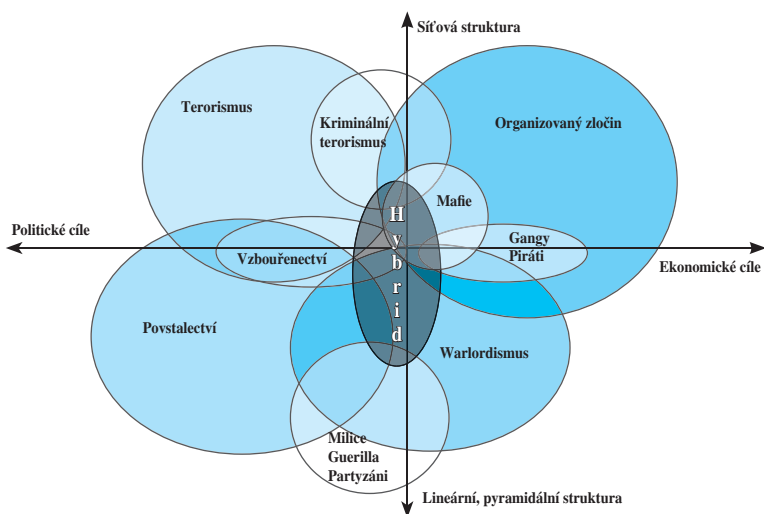 Síťová struktura
Terorismus
Kriminální
terorismus
Organizovaný zločin
Mafie
Hybrid
Politické cíle
Gangy
Piráti
Vzbouřenectví
Ekonomické cíle
Povstalectví
Warlordismus
Milice
Guerilla
Partyzáni
Lineární, pyramidální struktura